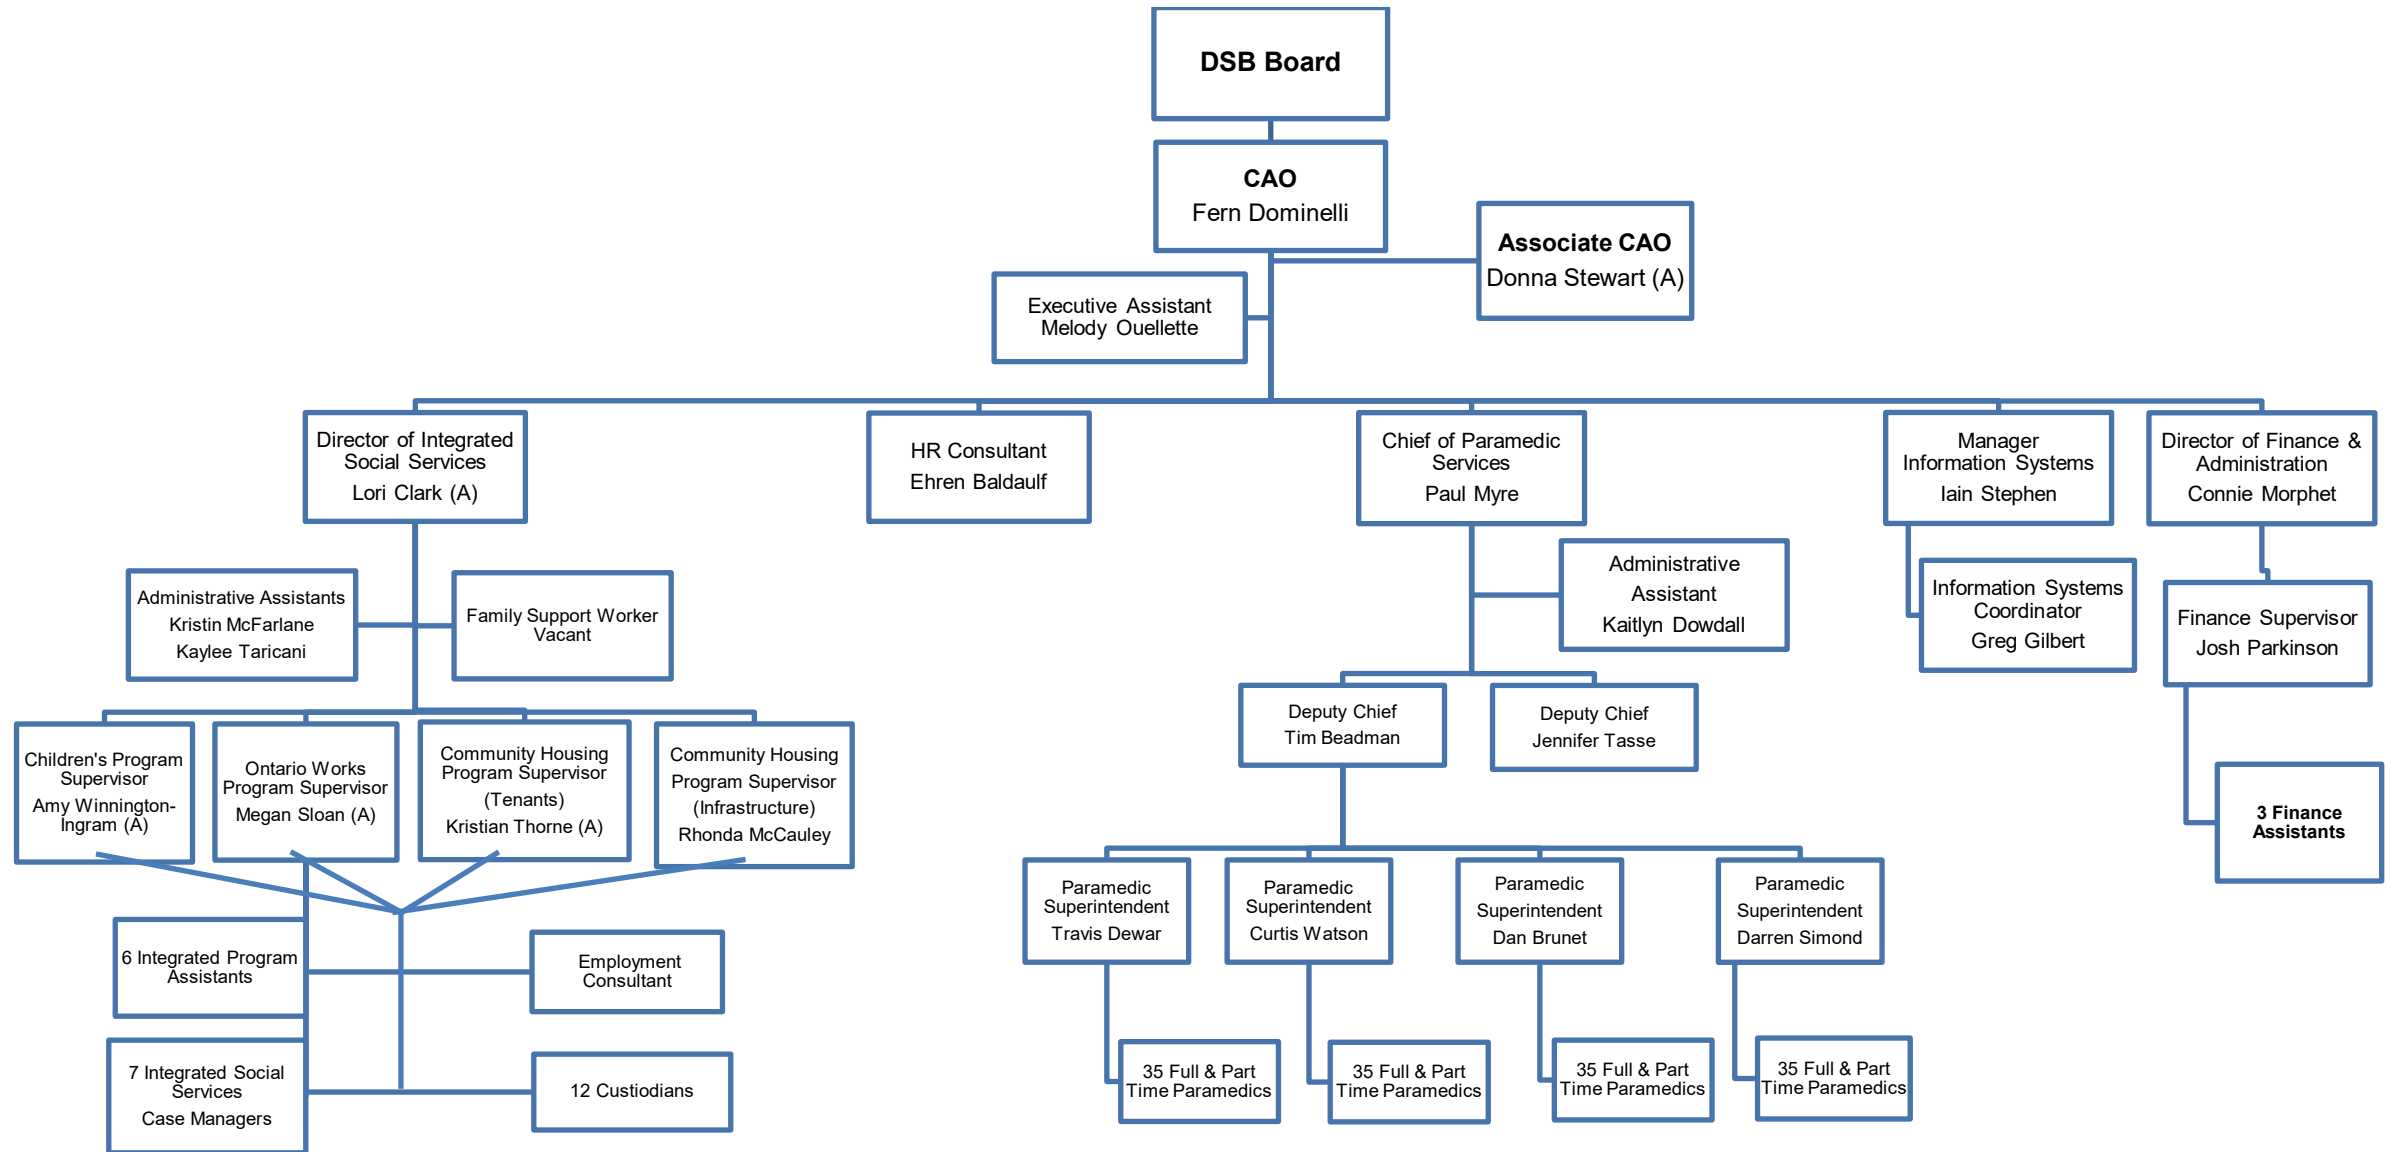 DSB Board
CAO
Fern Dominelli
Associate CAO
Donna Stewart (A)
Executive Assistant
Melody Ouellette
Director of Integrated
Social Services
Lori Clark (A)
HR Consultant
Ehren Baldaulf
Chief of Paramedic
Services
Paul Myre
Manager
Information Systems
Iain Stephen
Director of Finance &
Administration
Connie Morphet
Administrative Assistants
Kristin McFarlane
Kaylee Taricani
Family Support Worker
Vacant
Administrative
Assistant
Kaitlyn Dowdall
Information Systems
Coordinator
Greg Gilbert
Finance Supervisor
Josh Parkinson
Children's Program
Supervisor
Amy Winnington-
Ingram (A)
Ontario Works
Program Supervisor
Megan Sloan (A)
Community Housing
Program Supervisor
(Tenants)
Kristian Thorne (A)
Community Housing
Program Supervisor
(Infrastructure)
Rhonda McCauley
Deputy Chief
Tim Beadman
Deputy Chief
Jennifer Tasse
3 Finance
Assistants
Paramedic
Superintendent
Travis Dewar
Paramedic
Superintendent
Curtis Watson
Paramedic
Superintendent
Dan Brunet
Paramedic
Superintendent
Darren Simond
6 Integrated Program
Assistants
Employment
Consultant
7 Integrated Social
Services
Case Managers
12 Custiodians
35 Full & Part
Time Paramedics
35 Full & Part
Time Paramedics
35 Full & Part
Time Paramedics
35 Full & Part
Time Paramedics